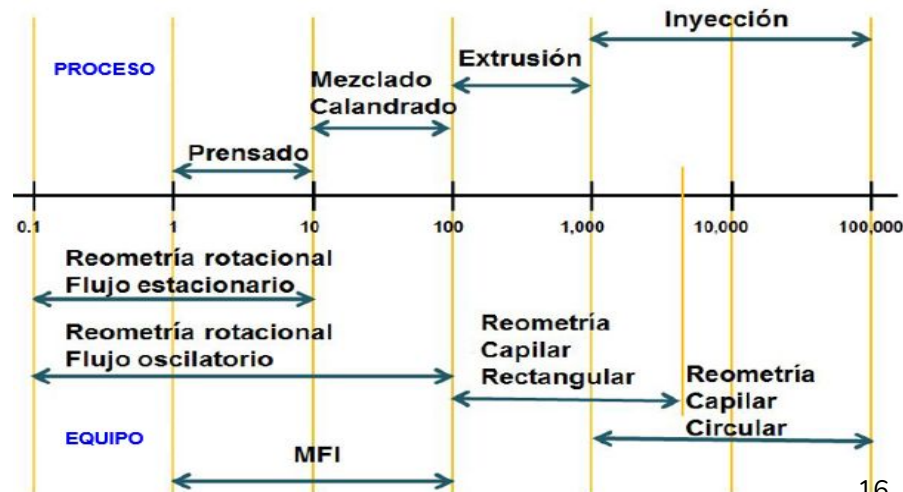 Inyección
PROCESO
Extrusión
Mezclado
Calandrado
Prensado
0.1 1 10 100 1,000 10,000 100,000
Reometría rotacional
Flujo estacionario
Reometría rotacional
Flujo oscilatorio
Reometría
Capilar
Rectangular
Reometría
Capilar
Circular
EQUIPO
MFI
16